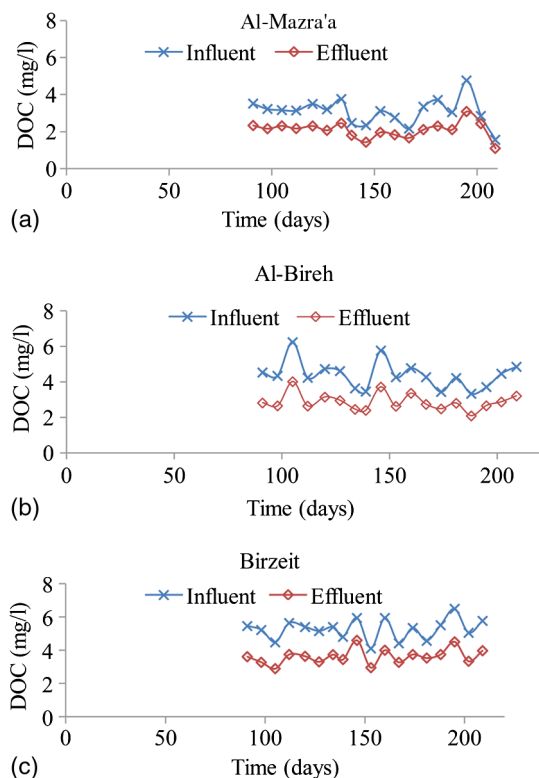 Al-Mazra'a
8
Influent Effluent
6
4
2
0
DOC (mg/l)
0 50 100 150 200
Time (days)
(a)
Al-Bireh
8
Influent Effluent
6
4
2
0
DOC (mg/l)
0 50 100 150 200
Time (days)
(b)
Birzeit
8
Influent Effluent
6
4
2
0
DOC (mg/l)
0 50 100 150 200
Time (days)
(c)